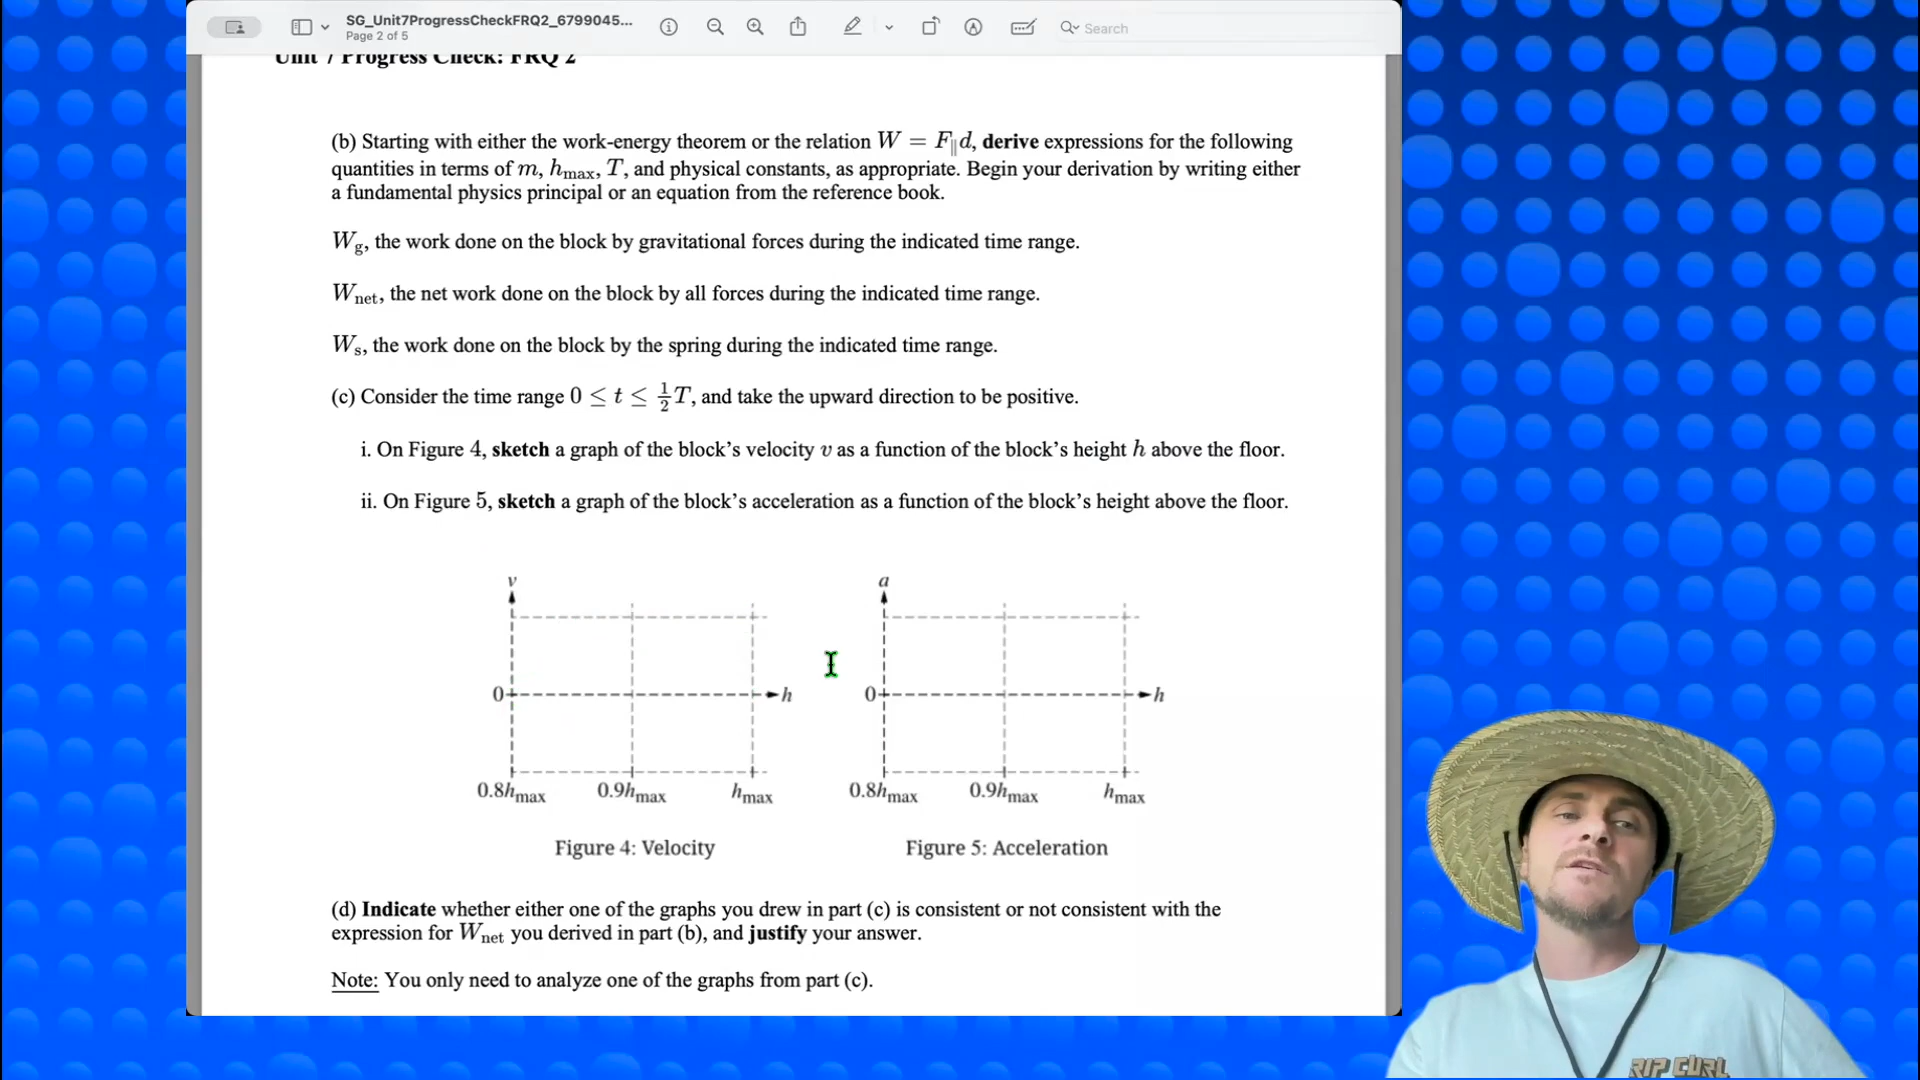 SG_Unit7ProgressCheckFRQ2_6799045...
Page 2 of 5
Search
Unit 7 Progress Check: FRQ 2
(b) Starting with either the work-energy theorem or the relation W = F∥d, derive expressions for the following
quantities in terms of m, hmax, T, and physical constants, as appropriate. Begin your derivation by writing either
a fundamental physics principal or an equation from the reference book.
Wg, the work done on the block by gravitational forces during the indicated time range.
Wnet, the net work done on the block by all forces during the indicated time range.
Ws, the work done on the block by the spring during the indicated time range.
(c) Consider the time range 0 ≤ t ≤ ½T, and take the upward direction to be positive.
i. On Figure 4, sketch a graph of the block's velocity v as a function of the block's height h above the floor.
ii. On Figure 5, sketch a graph of the block's acceleration as a function of the block's height above the floor.
v a
0 h 0 h
0.8hmax 0.9hmax hmax 0.8hmax 0.9hmax hmax
Figure 4: Velocity Figure 5: Acceleration
(d) Indicate whether either one of the graphs you drew in part (c) is consistent or not consistent with the
expression for Wnet you derived in part (b), and justify your answer.
Note: You only need to analyze one of the graphs from part (c).
RIP CURL